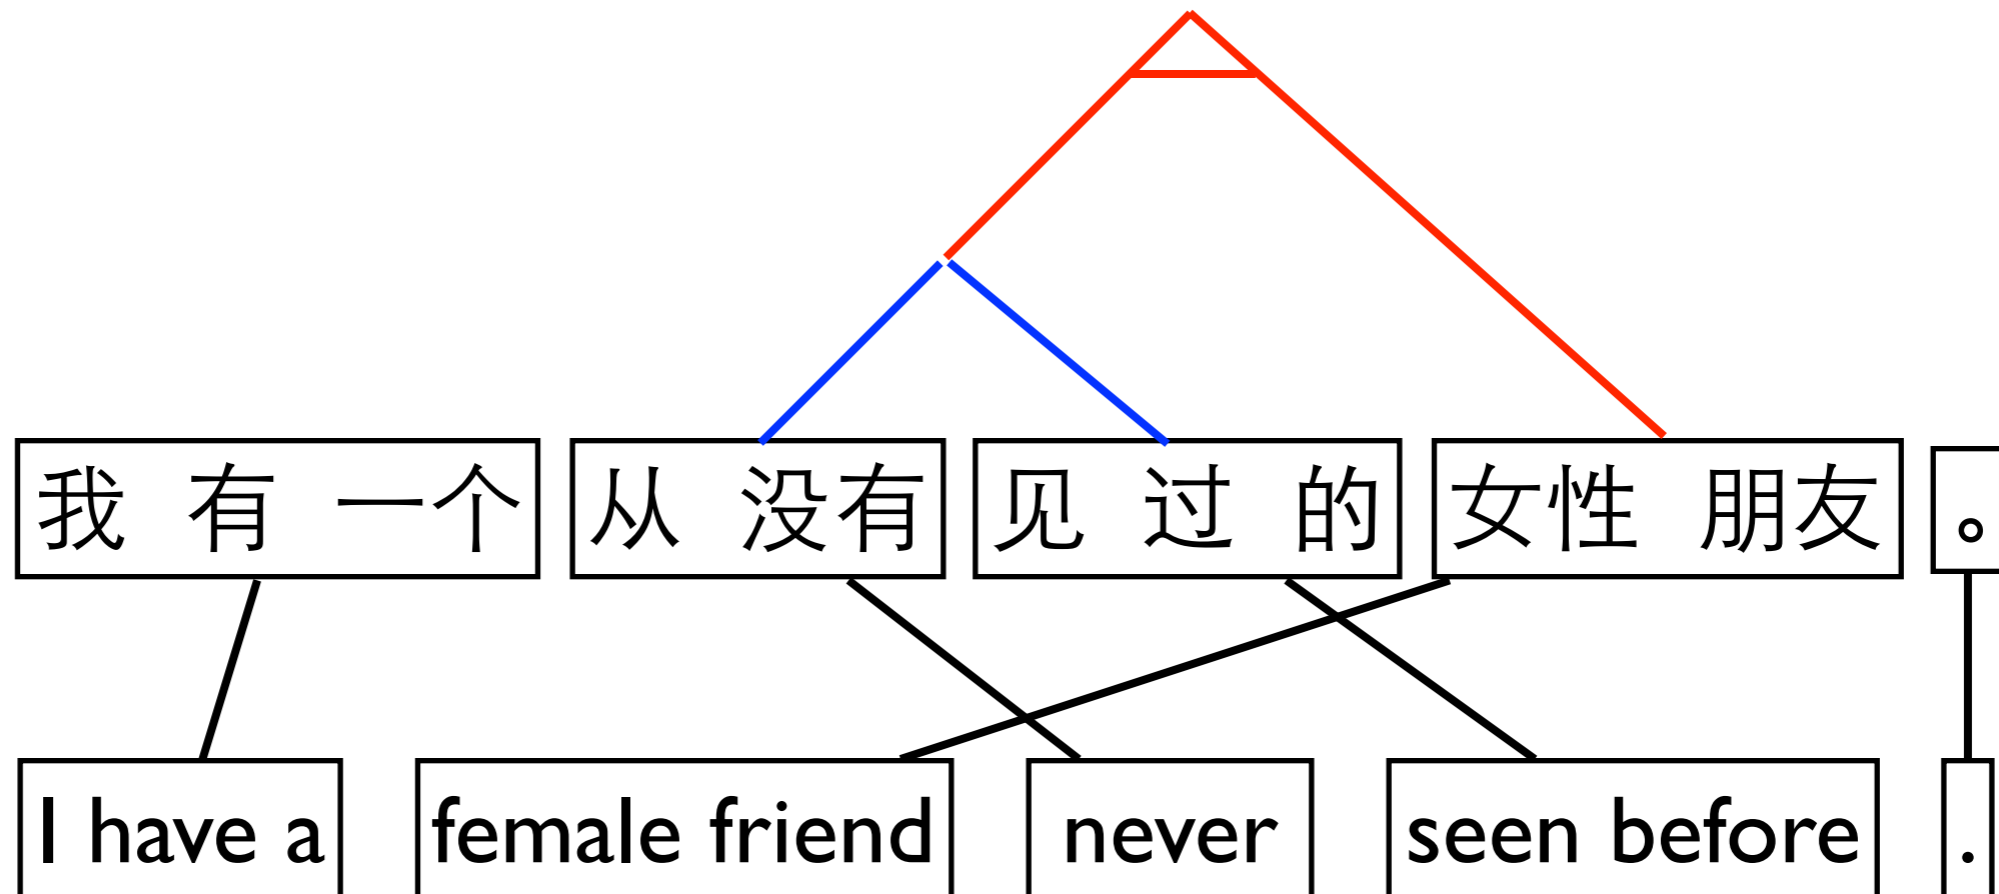 我 有 一个 从 没有 见 过 的 女性 朋友 。
I have a female friend never seen before .